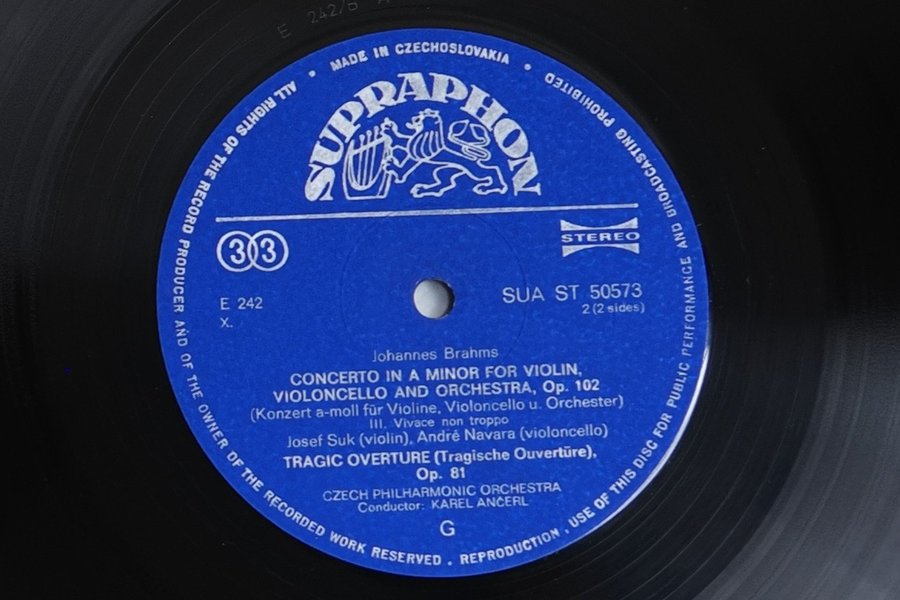 E 242/B
MADE IN CZECHOSLOVAKIA
SUPRAPHON
33
STEREO
E 242
X.
SUA ST 50573
2 (2 sides)
Johannes Brahms
CONCERTO IN A MINOR FOR VIOLIN,
VIOLONCELLO AND ORCHESTRA, Op. 102
(Konzert a-moll für Violine, Violoncello u. Orchester)
III. Vivace non troppo
Josef Suk (violin), André Navara (violoncello)
TRAGIC OVERTURE (Tragische Ouvertüre),
Op. 81
CZECH PHILHARMONIC ORCHESTRA
Conductor: KAREL ANČERL
G
ALL RIGHTS OF THE RECORD PRODUCER AND OF THE OWNER OF THE RECORDED WORK RESERVED . REPRODUCTION , USE OF THIS DISC FOR PUBLIC PERFORMANCE AND BROADCASTING PROHIBITED